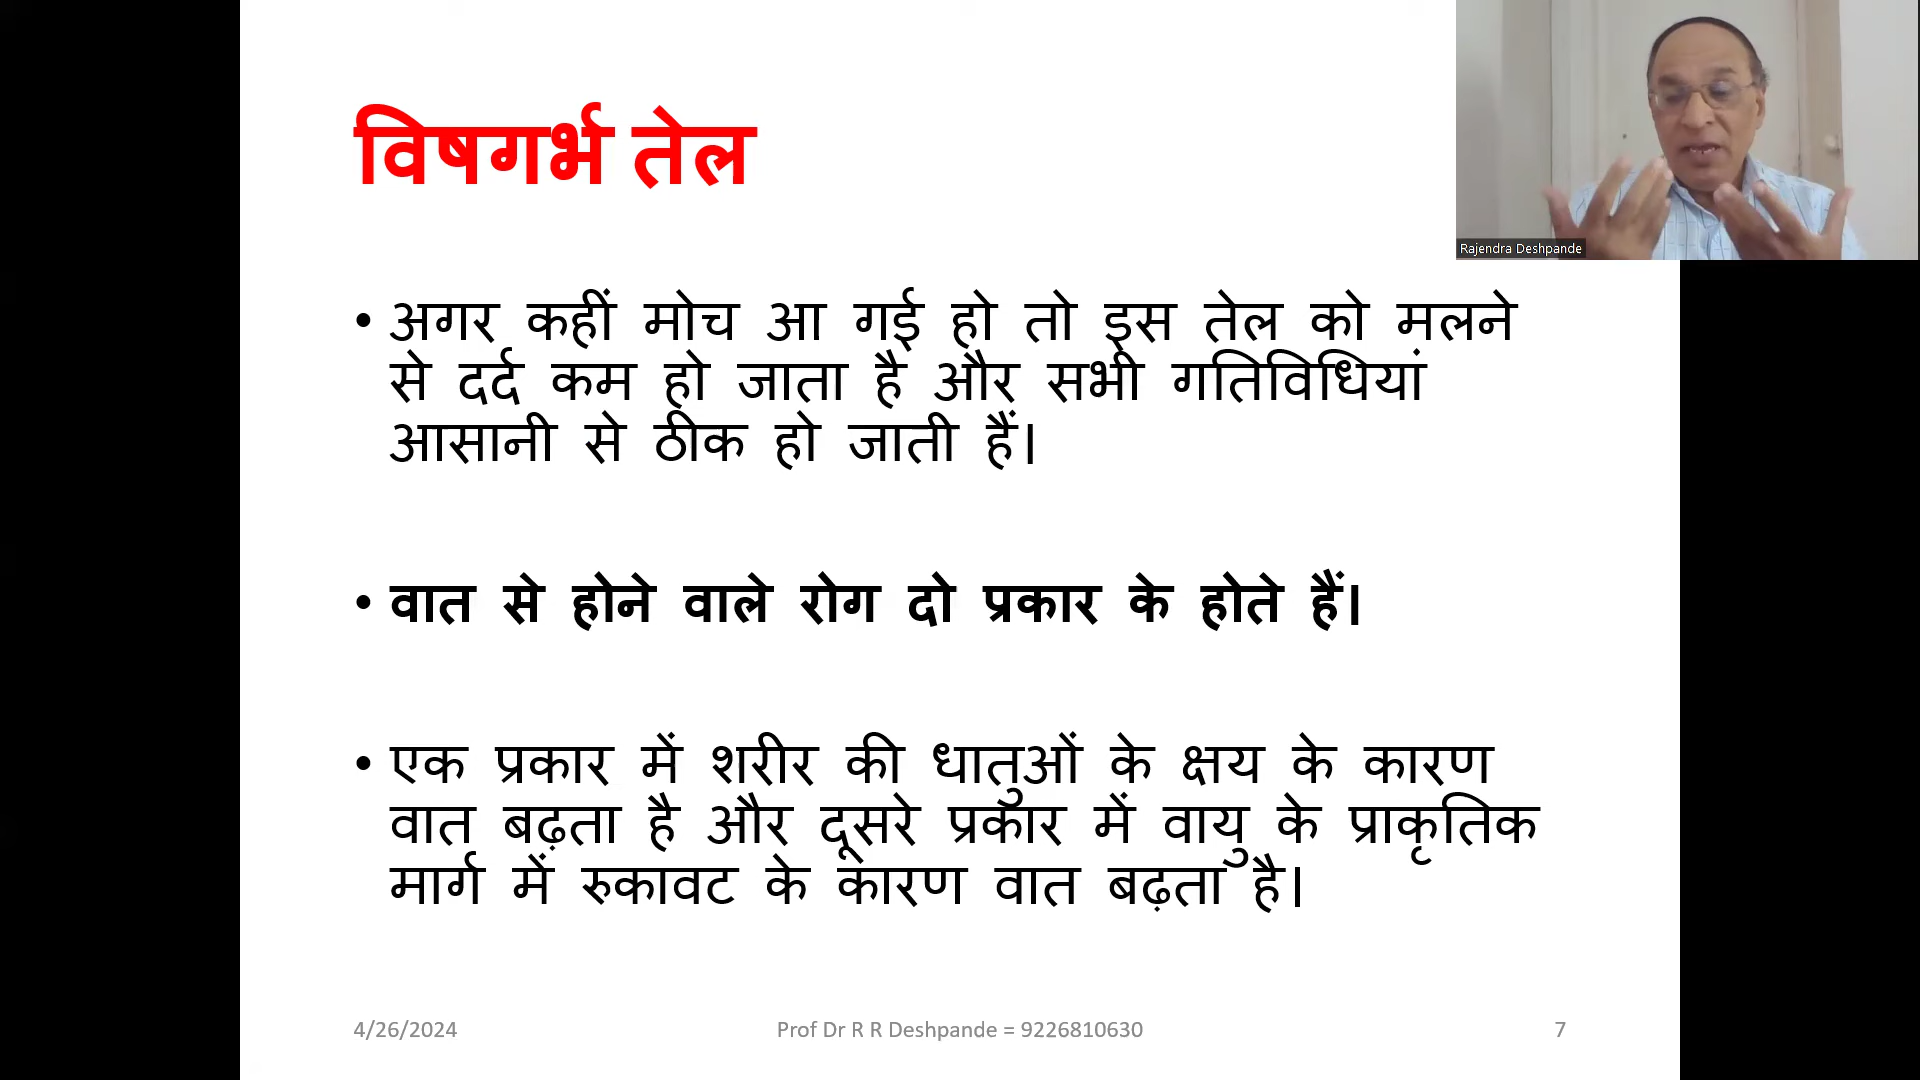 विषगर्भ तेल
Rajendra Deshpande
• अगर कहीं मोच आ गई हो तो इस तेल को मलने
से दर्द कम हो जाता है और सभी गतिविधियां
आसानी से ठीक हो जाती हैं।
• वात से होने वाले रोग दो प्रकार के होते हैं।
• एक प्रकार में शरीर की धातुओं के क्षय के कारण
वात बढ़ता है और दूसरे प्रकार में वायु के प्राकृतिक
मार्ग में रुकावट के कारण वात बढ़ता है।
4/26/2024 Prof Dr R R Deshpande = 9226810630 7